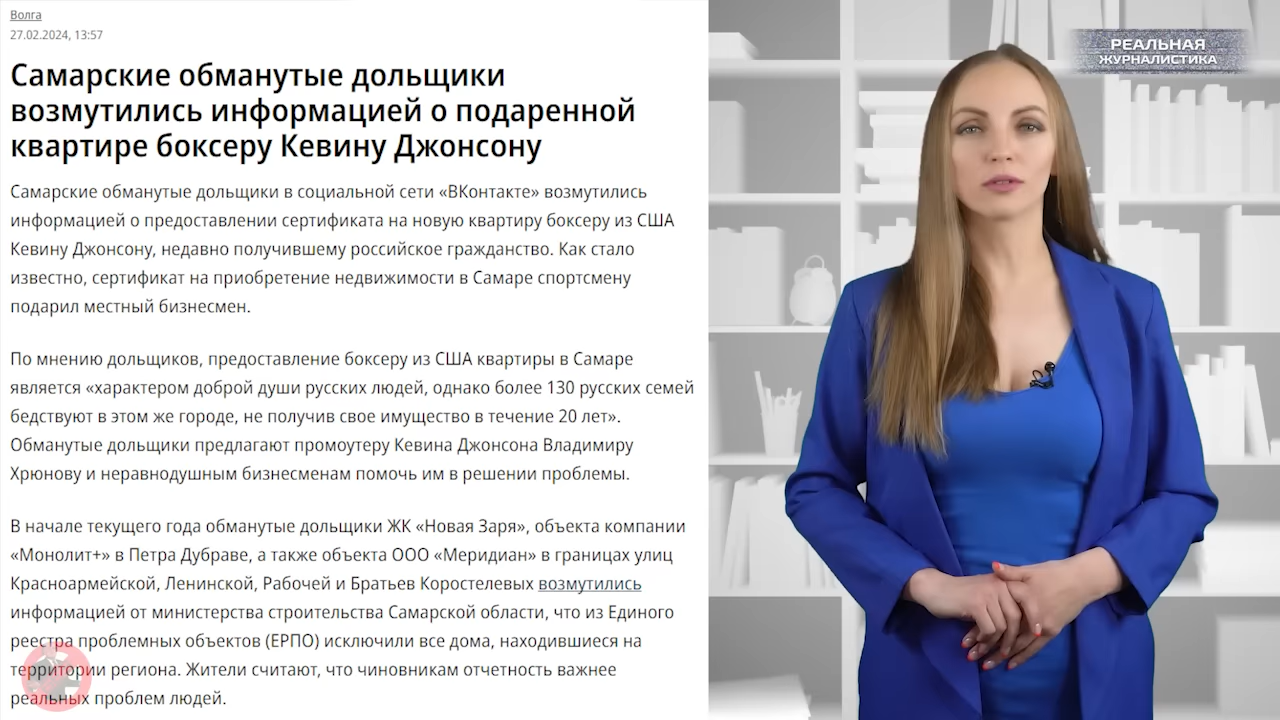 Волга
27.02.2024, 13:57
Самарские обманутые дольщики
возмутились информацией о подаренной
квартире боксеру Кевину Джонсону
Самарские обманутые дольщики в социальной сети «ВКонтакте» возмутились
информацией о предоставлении сертификата на новую квартиру боксеру из США
Кевину Джонсону, недавно получившему российское гражданство. Как стало
известно, сертификат на приобретение недвижимости в Самаре спортсмену
подарил местный бизнесмен.
По мнению дольщиков, предоставление боксеру из США квартиры в Самаре
является «характером доброй души руских людей, однако более 130 русских семей
бедствуют в этом же городе, не получив свое имущество в течение 20 лет».
Обманутые дольщики предлагают промоутеру Кевина Джонсона Владимиру
Хрюнову и неравнодушным бизнесменам помочь им в решении проблемы.
В начале текущего года обманутые дольщики ЖК «Новая Заря», объекта компании
«Монолит+» в Петра Дубраве, а также объекта ООО «Меридиан» в границах улиц
Красноармейской, Ленинской, Рабочей и Братьев Коростелевых возмутились
информацией от министерства строительства Самарской области, что из Единого
реестра проблемных объектов (ЕРПО) исключили все дома, находившиеся на
территории региона. Жители считают, что чиновникам отчетность важнее
реальных проблем людей.
РЕАЛЬНАЯ
ЖУРНАЛИСТИКА